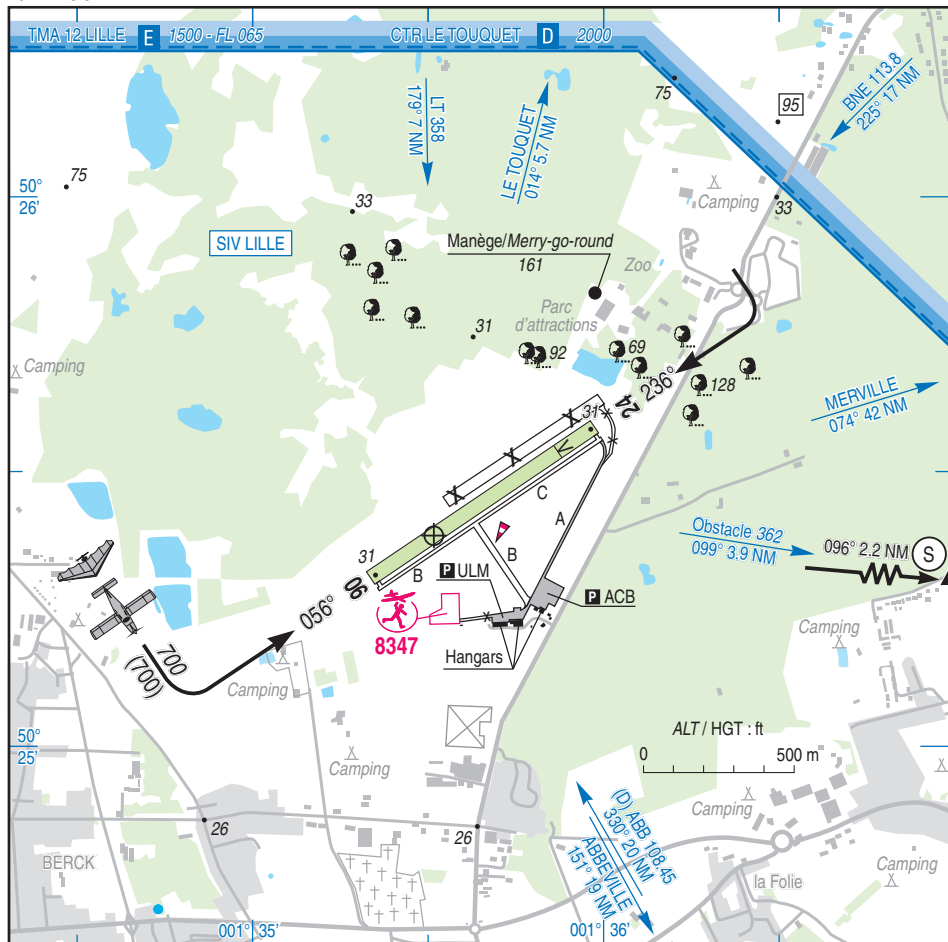 TMA 12 LILLE E 1500 - FL 065
CTR LE TOUQUET D 2000
LT 358
179° 7 NM
LE TOUQUET
014° 5.7 NM
75
95
BNE 113.8
225° 17 NM
75
50°
26'
33
Camping
33
SIV LILLE
Manège/Merry-go-round
161
Zoo
Parc
d'attractions
31
Camping
92
69
128
236°
24
31
MERVILLE
074° 42 NM
C
A
Obstacle 362
099° 3.9 NM
096° 2.2 NM
S
31
B
B
P ULM
P ACB
06
056°
8347
Hangars
700
(700)
Camping
Camping
ALT / HGT : ft
0
500 m
50°
25'
Camping
Camping
26
26
(D) ABB 108.45
330° 20 NM
ABBEVILLE
151° 19 NM
BERCK
la Folie
Camping
001° 35'
001° 36'